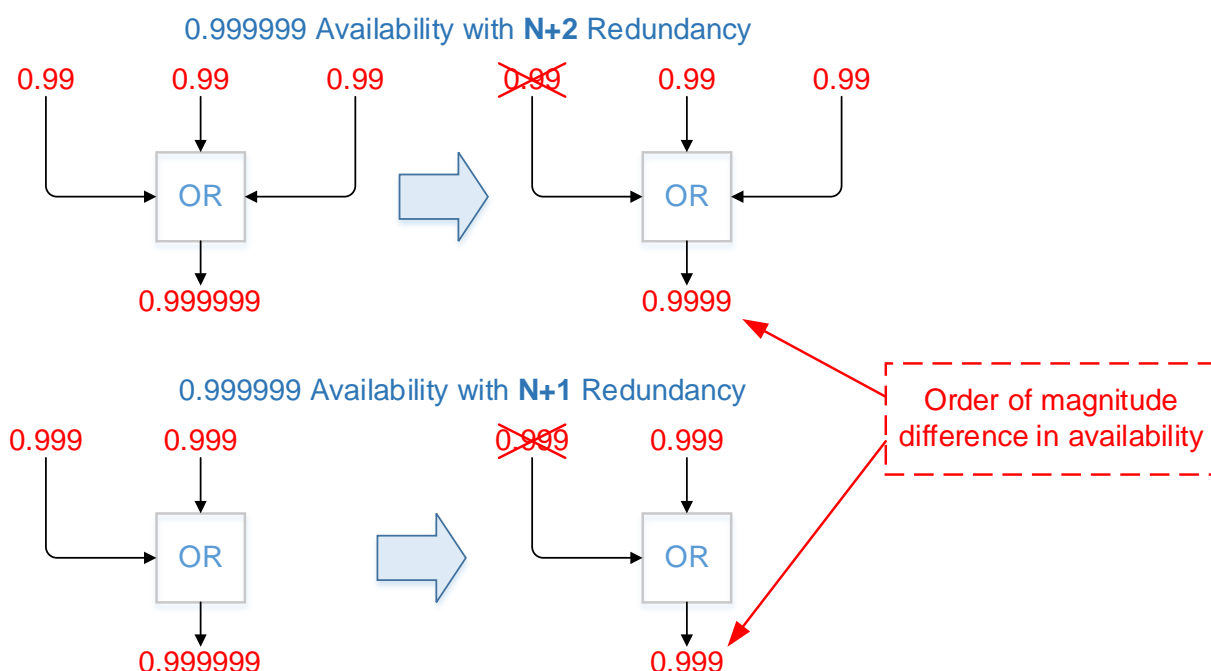 0.999999 Availability with N+2 Redundancy
0.99 0.99 0.99 0.99 0.99 0.99
OR OR
0.999999 0.9999
0.999999 Availability with N+1 Redundancy
Order of magnitude
difference in availability
0.999 0.999 0.999 0.999
OR OR
0.999999 0.999